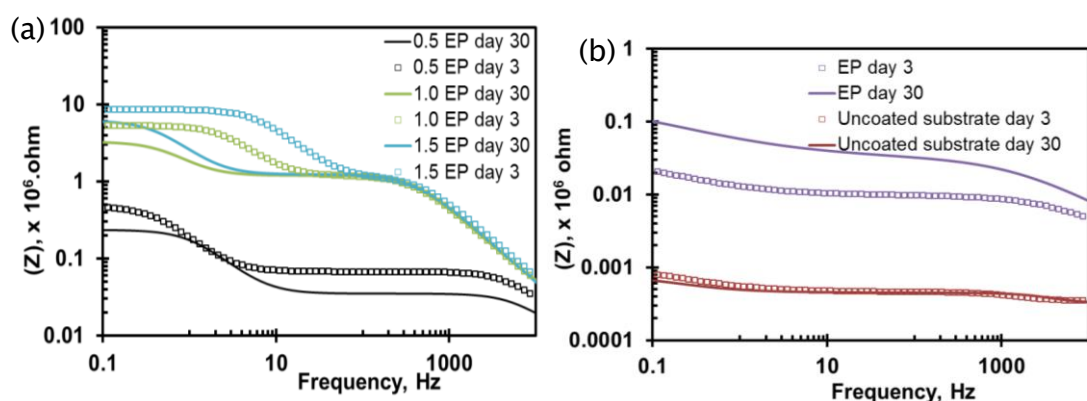 (a)
100
10
1
0.1
0.01
(Z), x 10⁶.ohm
0.5 EP day 30
0.5 EP day 3
1.0 EP day 30
1.0 EP day 3
1.5 EP day 30
1.5 EP day 3
0.1
10
1000
Frequency, Hz
(b)
1
0.1
0.01
0.001
0.0001
(Z), x 10⁶ ohm
EP day 3
EP day 30
Uncoated substrate day 3
Uncoated substrate day 30
0.1
10
1000
Frequency, Hz